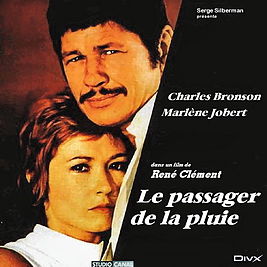 Serge Silberman
présente
Charles Bronson
Marlène Jobert
dans un film de
René Clément
Le passager
de la pluie
STUDIO CANAL
DivX